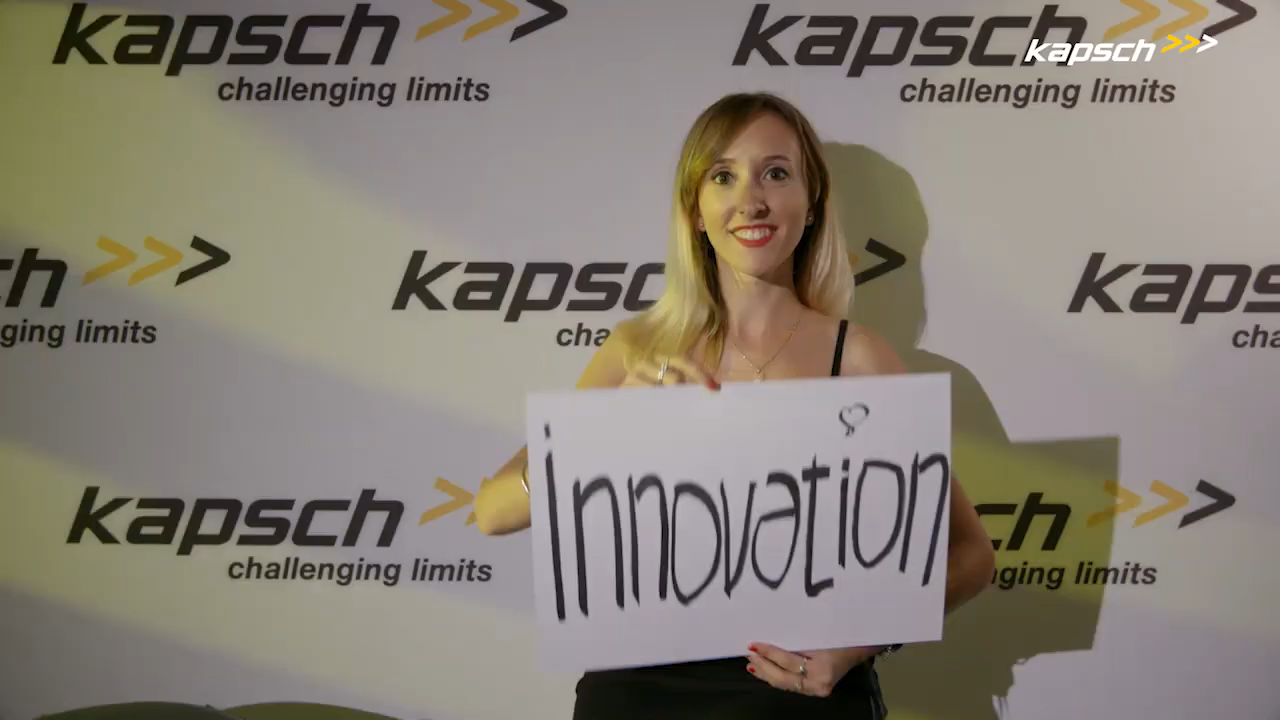 kapsch >>>
challenging limits
kapsch >>>
challenging limits
kapsch >>>
ch >>>
ging limits
kapsc >
cha
kaps
cha
innovation
kapsch >>
challenging limits
ch >>>
ging limits